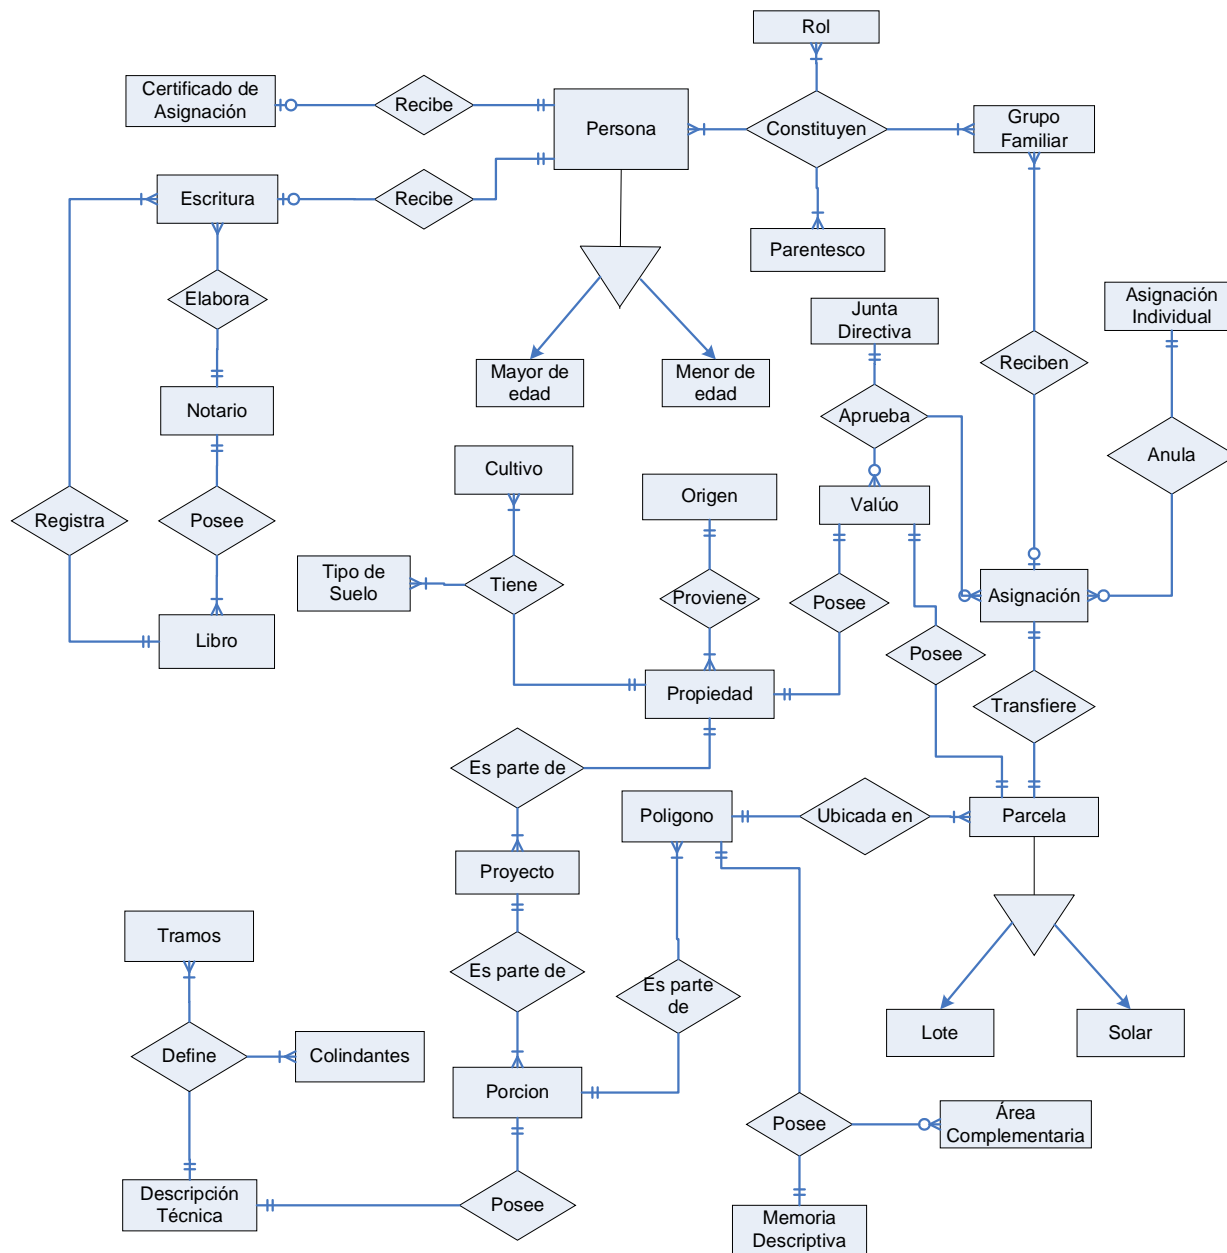 Rol
Certificado de
Asignación
Recibe
Persona
Constituyen
Grupo
Familiar
Escritura
Recibe
Parentesco
Elabora
Junta
Directiva
Asignación
Individual
Mayor de
edad
Menor de
edad
Reciben
Notario
Aprueba
Cultivo
Origen
Anula
Valúo
Registra
Posee
Tipo de
Suelo
Tiene
Proviene
Posee
Asignación
Libro
Posee
Propiedad
Transfiere
Es parte de
Poligono
Ubicada en
Parcela
Proyecto
Tramos
Es parte de
Es parte
de
Lote
Solar
Define
Colindantes
Porcion
Posee
Área
Complementaria
Descripción
Técnica
Posee
Memoria
Descriptiva